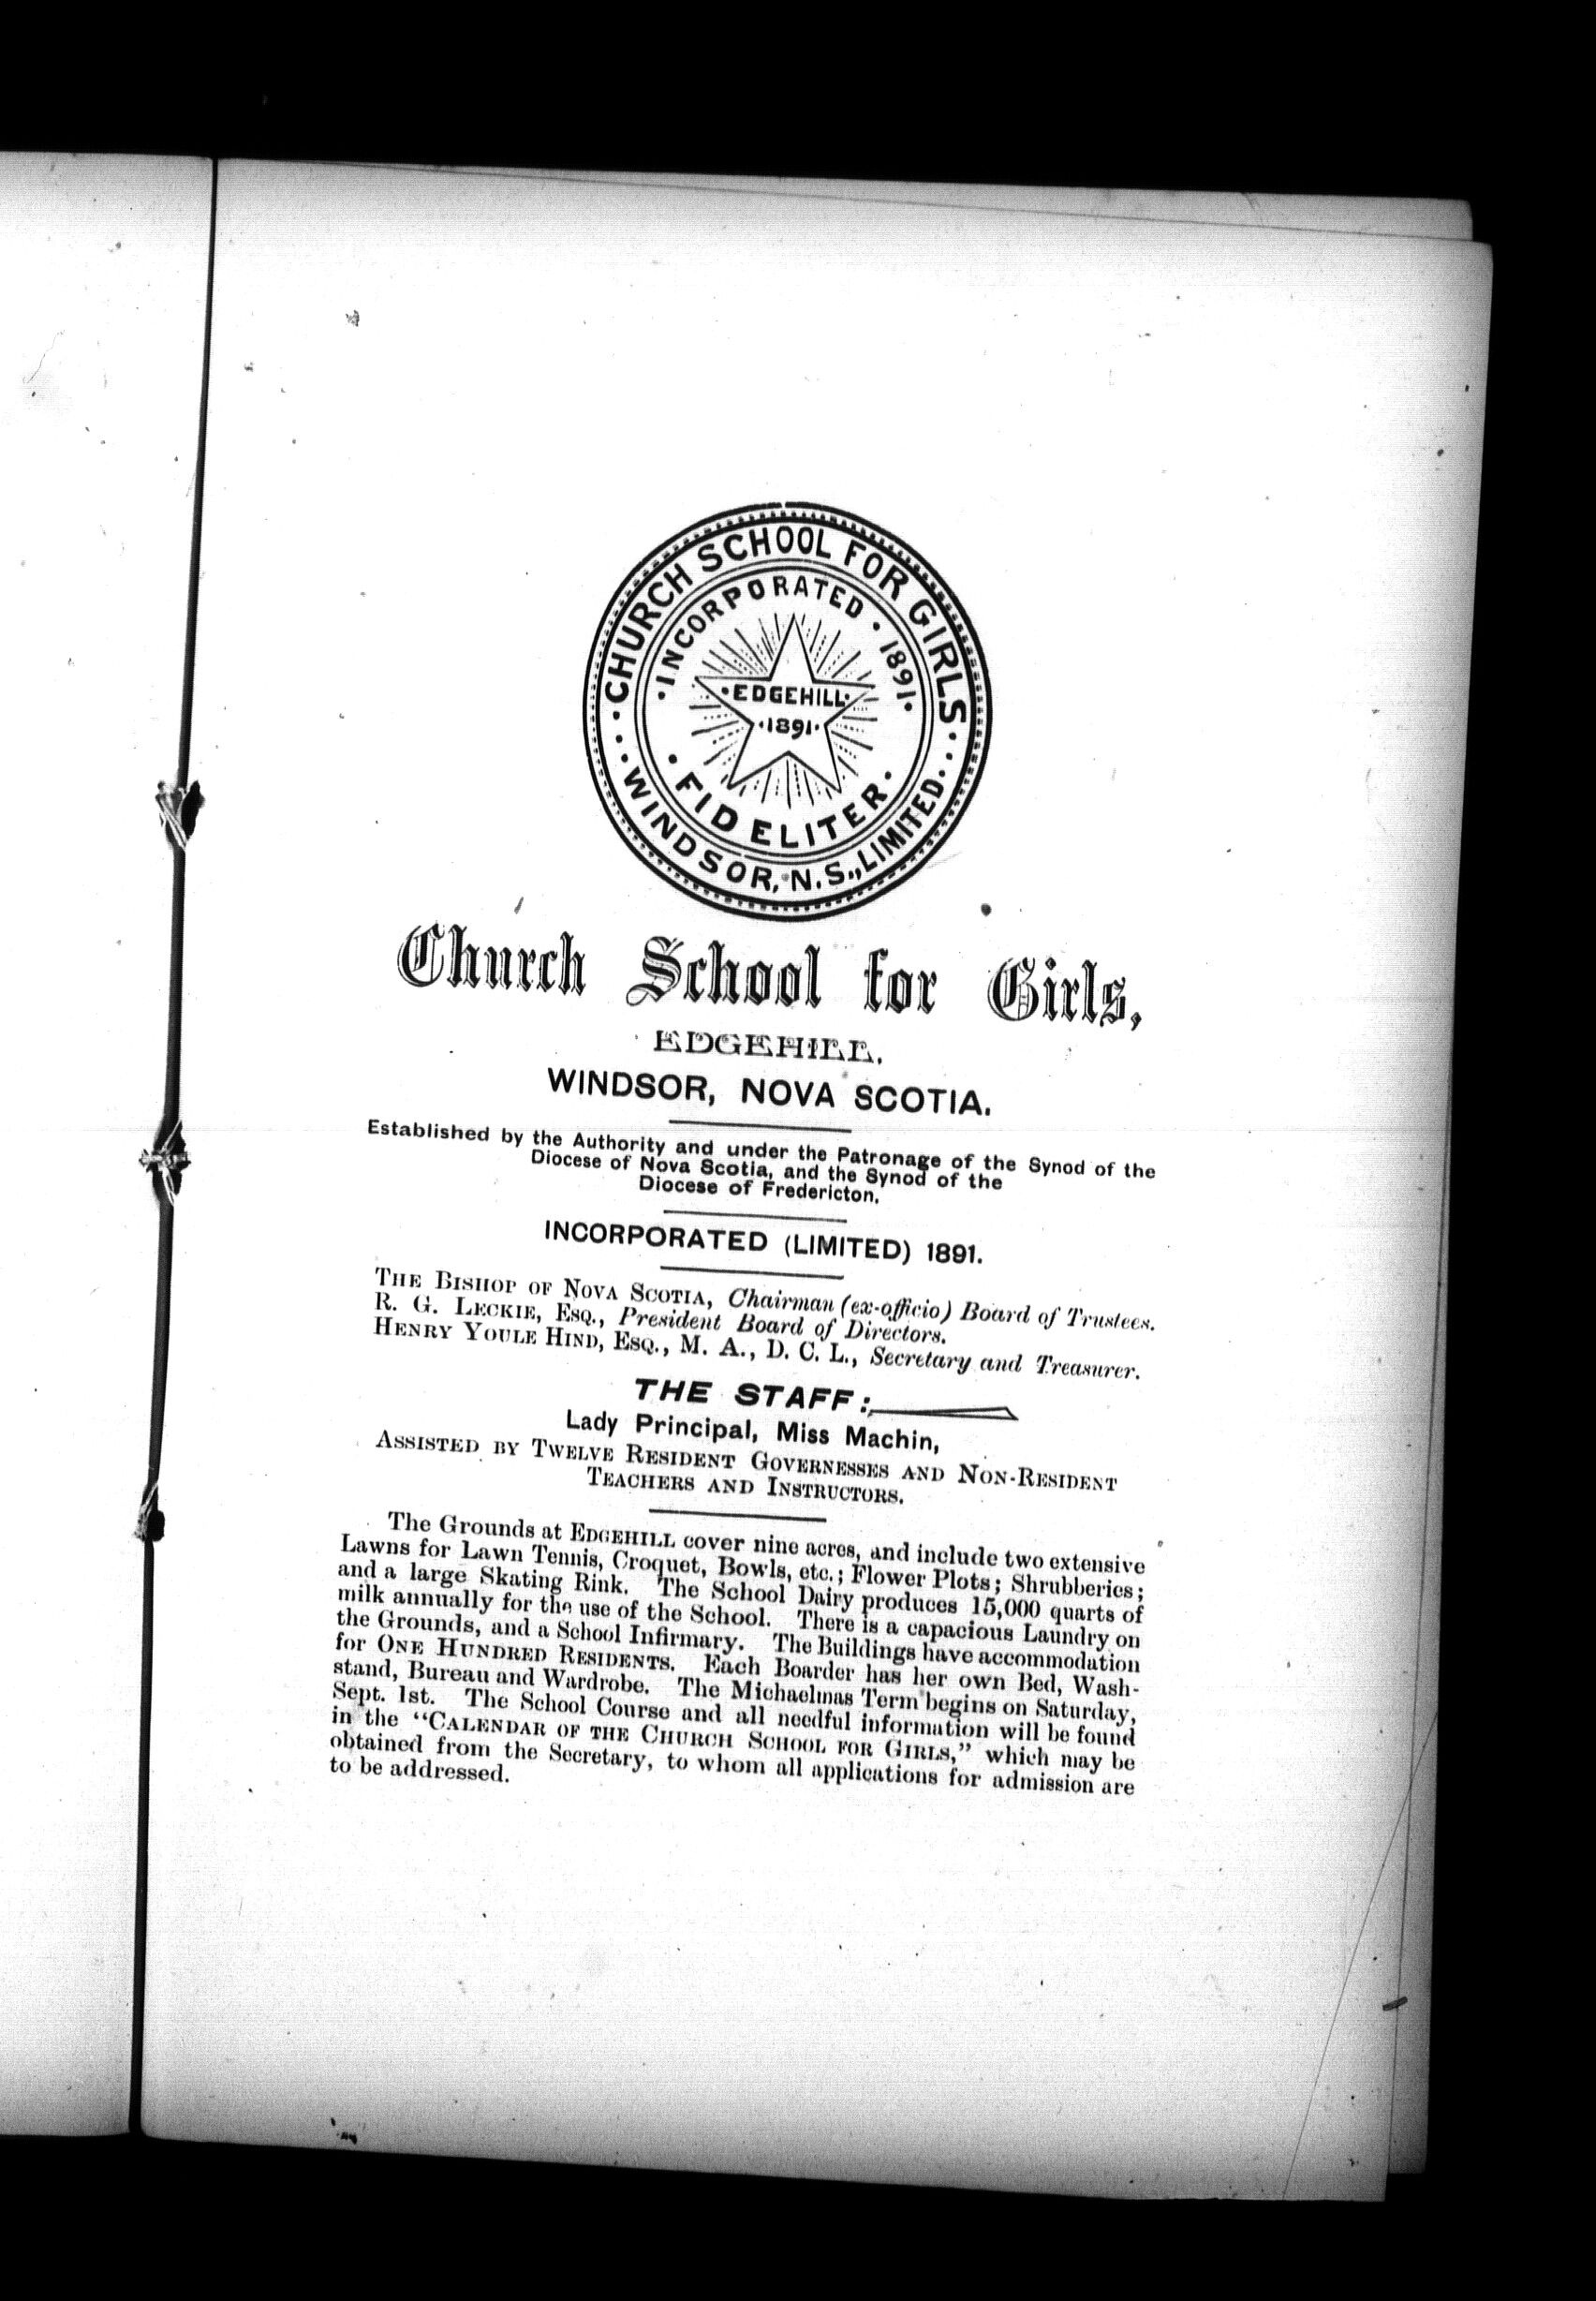 CHURCH SCHOOL FOR GIRLS
WINDSOR, N.S., LIMITED.
INCORPORATED • 1891 •
EDGEHILL
1891
FIDELITER
Church School for Girls,
EDGEHILL,
WINDSOR, NOVA SCOTIA.
Established by the Authority and under the Patronage of the Synod of the
Diocese of Nova Scotia, and the Synod of the
Diocese of Fredericton.
INCORPORATED (LIMITED) 1891.
THE BISHOP OF NOVA SCOTIA, Chairman (ex-officio) Board of Trustees.
R. G. LECKIE, ESQ., President Board of Directors.
HENRY YOULE HIND, ESQ., M. A., D. C. L., Secretary and Treasurer.
THE STAFF:
Lady Principal, Miss Machin,
ASSISTED BY TWELVE RESIDENT GOVERNESSES AND NON-RESIDENT
TEACHERS AND INSTRUCTORS.
The Grounds at EDGEHILL cover nine acres, and include two extensive
Lawns for Lawn Tennis, Croquet, Bowls, etc.; Flower Plots; Shrubberies;
and a large Skating Rink. The School Dairy produces 15,000 quarts of
milk annually for the use of the School. There is a capacious Laundry on
the Grounds, and a School Infirmary. The Buildings have accommodation
for ONE HUNDRED RESIDENTS. Each Boarder has her own Bed, Wash-
stand, Bureau and Wardrobe. The Michaelmas Term begins on Saturday,
Sept. 1st. The School Course and all needful information will be found
in the "CALENDAR OF THE CHURCH SCHOOL FOR GIRLS," which may be
obtained from the Secretary, to whom all applications for admission are
to be addressed.